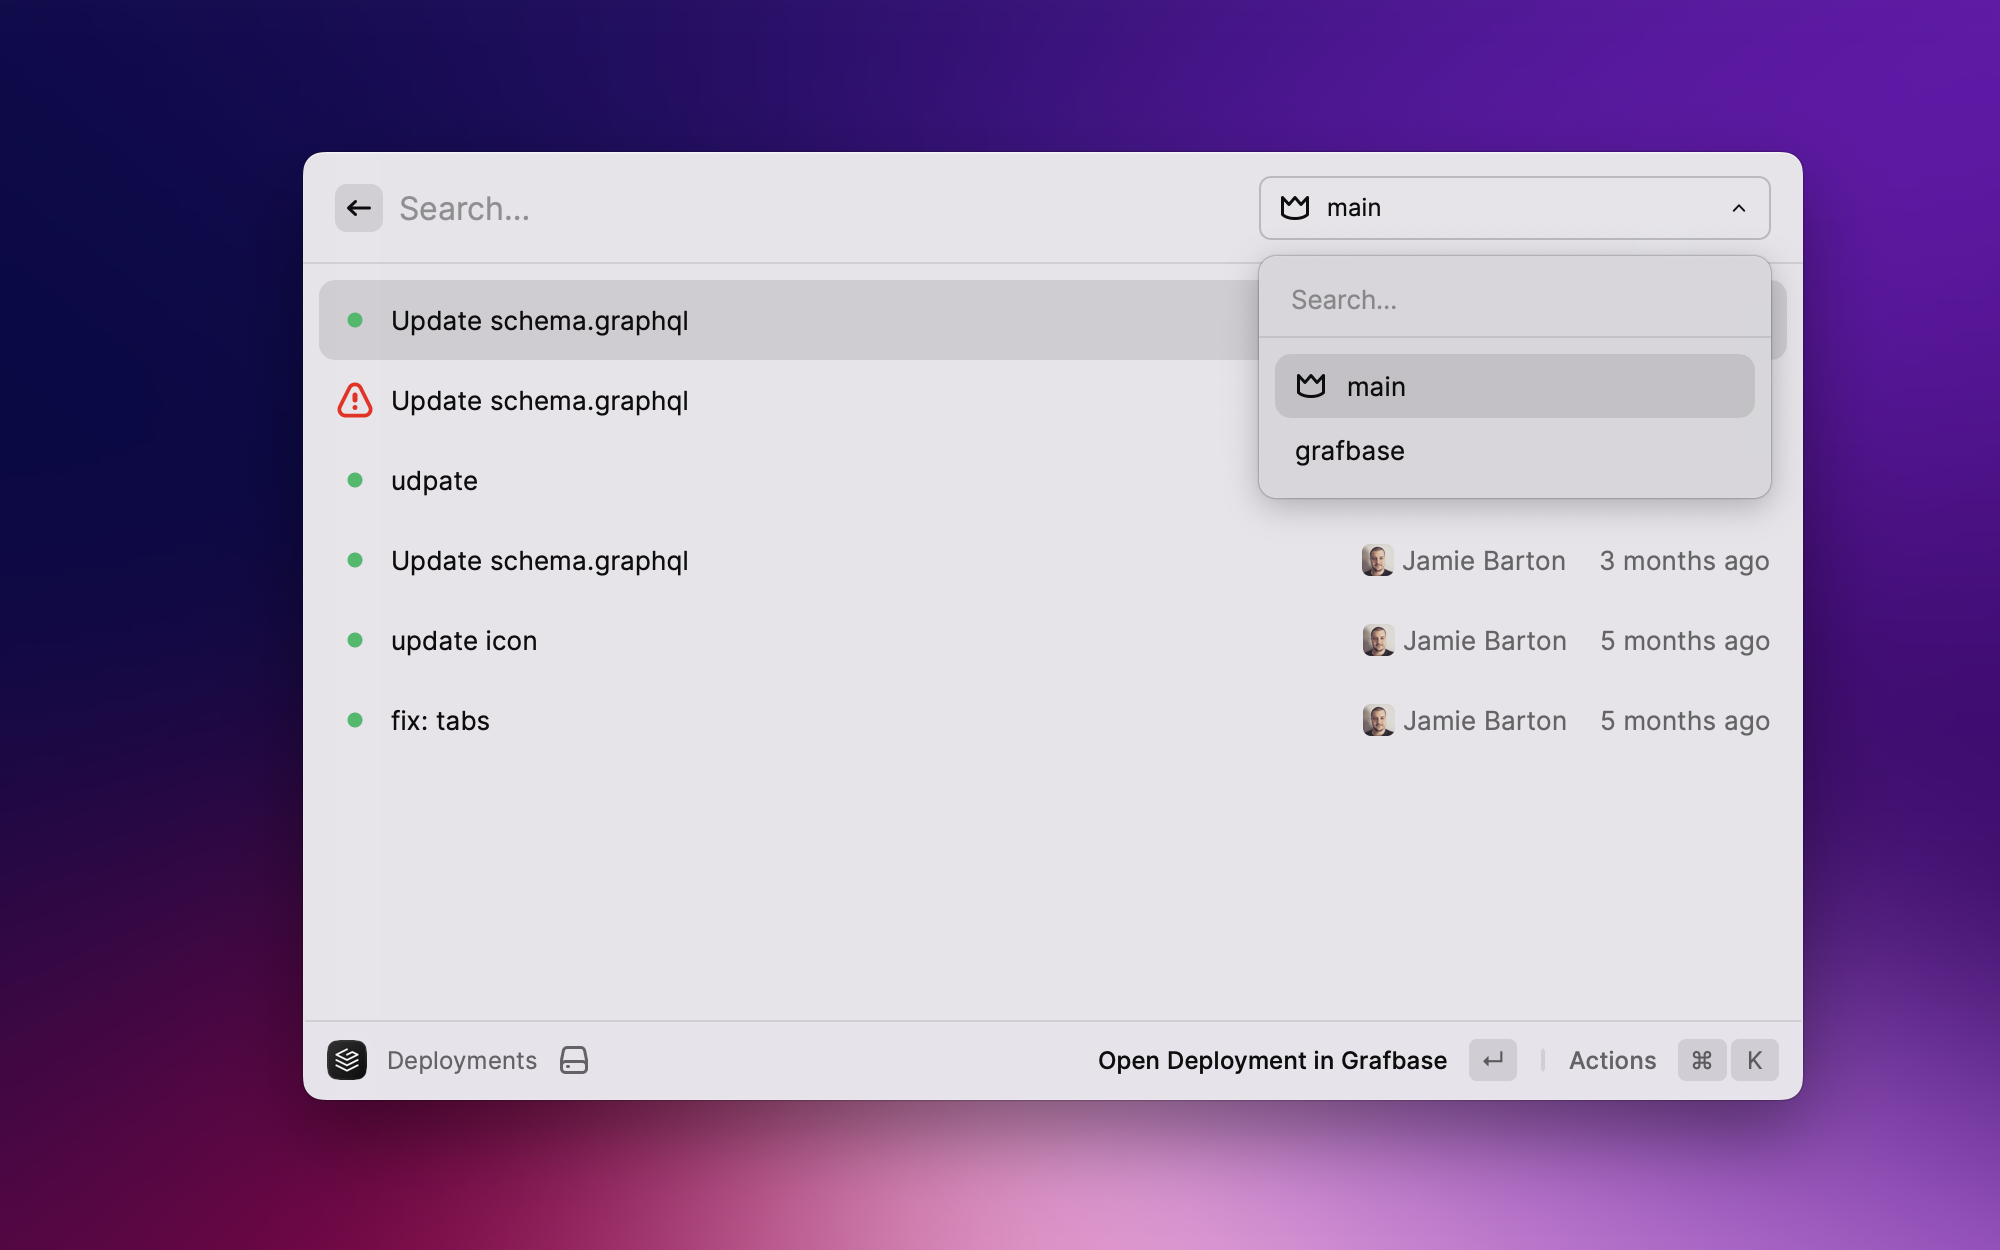 Search...
main
Search...
main
grafbase
Update schema.graphql
Update schema.graphql
udpate
Update schema.graphql Jamie Barton 3 months ago
update icon Jamie Barton 5 months ago
fix: tabs Jamie Barton 5 months ago
Deployments Open Deployment in Grafbase ↵ Actions ⌘ K